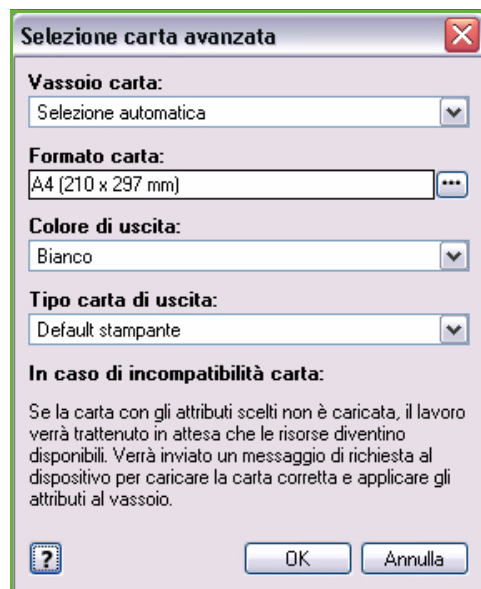 Selezione carta avanzata
Vassoio carta:
Selezione automatica
Formato carta:
A4 (210 x 297 mm)
...
Colore di uscita:
Bianco
Tipo carta di uscita:
Default stampante
In caso di incompatibilità carta:
Se la carta con gli attributi scelti non è caricata, il lavoro
verrà trattenuto in attesa che le risorse diventino
disponibili. Verrà inviato un messaggio di richiesta al
dispositivo per caricare la carta corretta e applicare gli
attributi al vassoio.
?
OK
Annulla